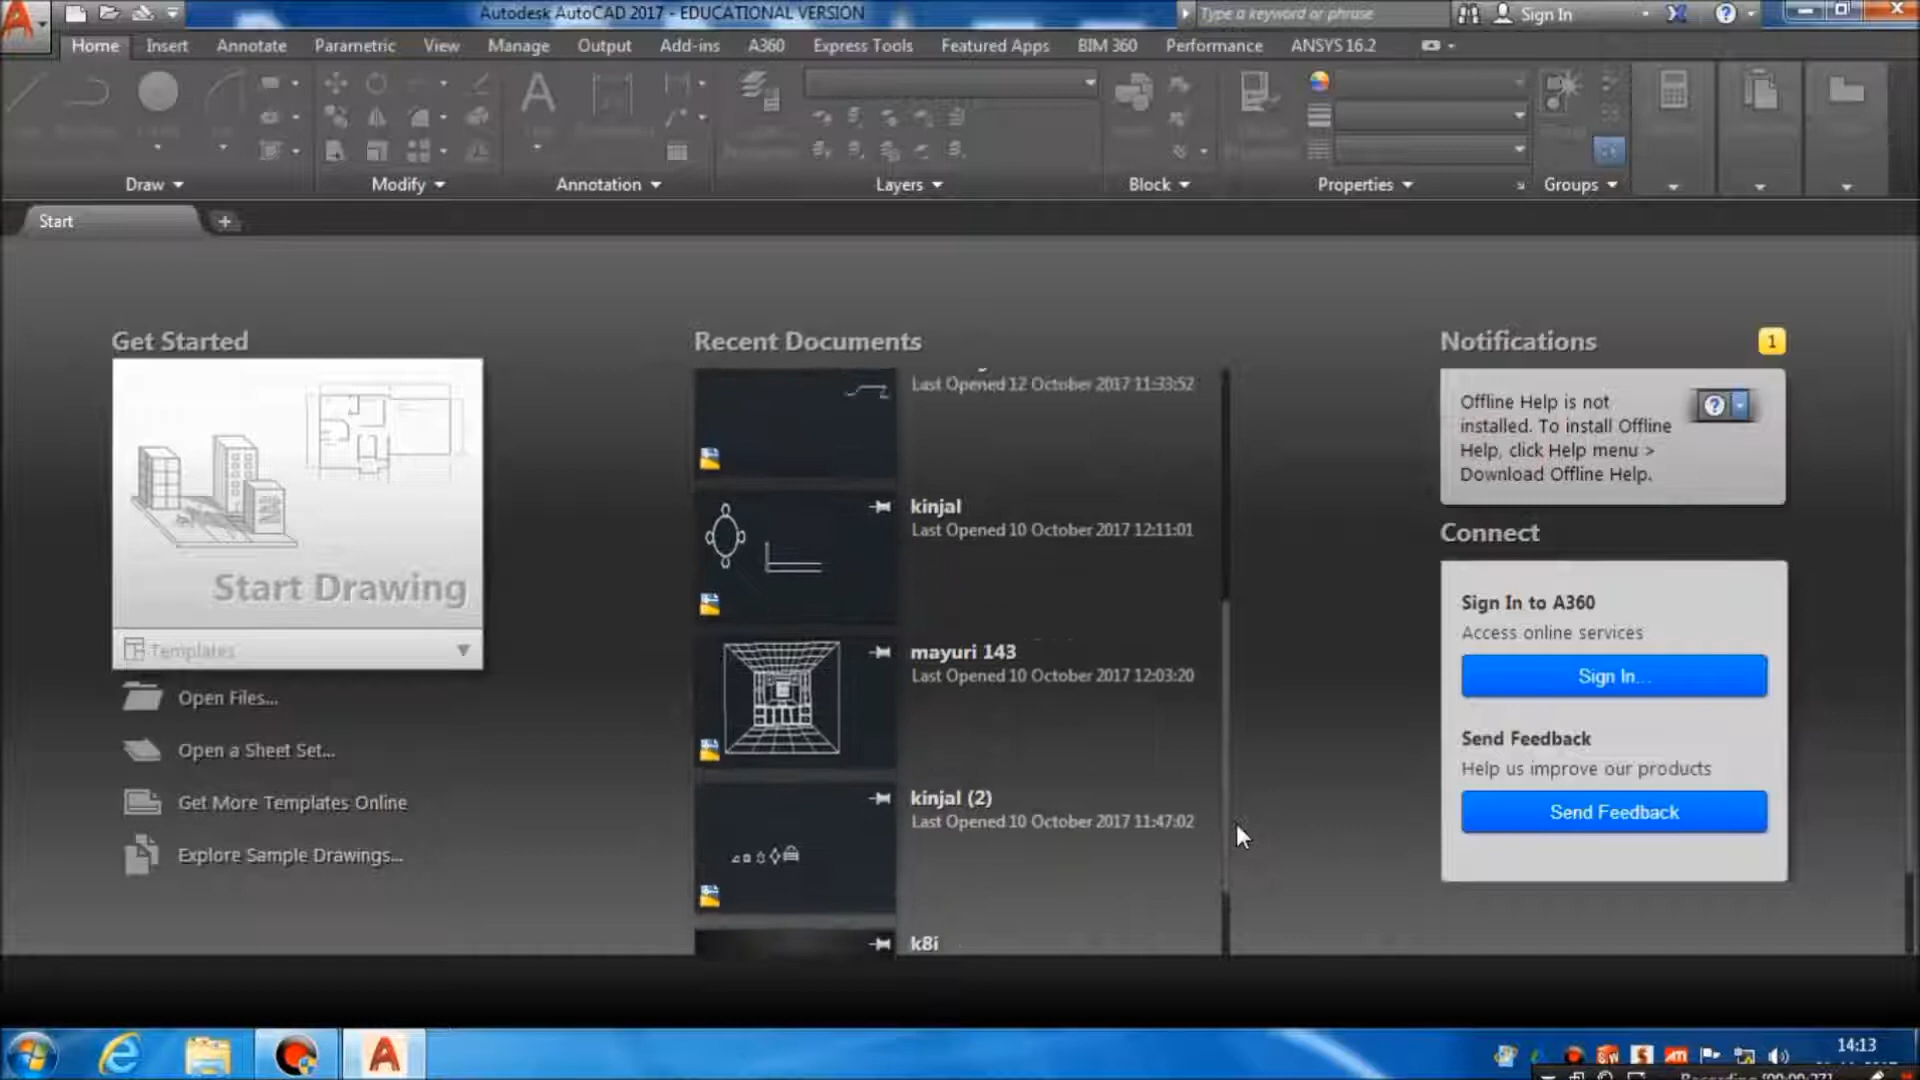 Autodesk AutoCAD 2017 - EDUCATIONAL VERSION
Type a keyword or phrase
Sign In
Home
Insert
Annotate
Parametric
View
Manage
Output
Add-ins
A360
Express Tools
Featured Apps
BIM 360
Performance
ANSYS 16.2
Draw
Modify
Annotation
Layers
Block
Properties
Groups
Start
Get Started
Start Drawing
Templates
Open Files...
Open a Sheet Set...
Get More Templates Online
Explore Sample Drawings...
Recent Documents
Last Opened 12 October 2017 11:33:52
kinjal
Last Opened 10 October 2017 12:11:01
mayuri 143
Last Opened 10 October 2017 12:03:20
kinjal (2)
Last Opened 10 October 2017 11:47:02
k8i
Notifications
1
Offline Help is not
installed. To install Offline
Help, click Help menu >
Download Offline Help.
Connect
Sign In to A360
Access online services
Sign In...
Send Feedback
Help us improve our products
Send Feedback
14:13